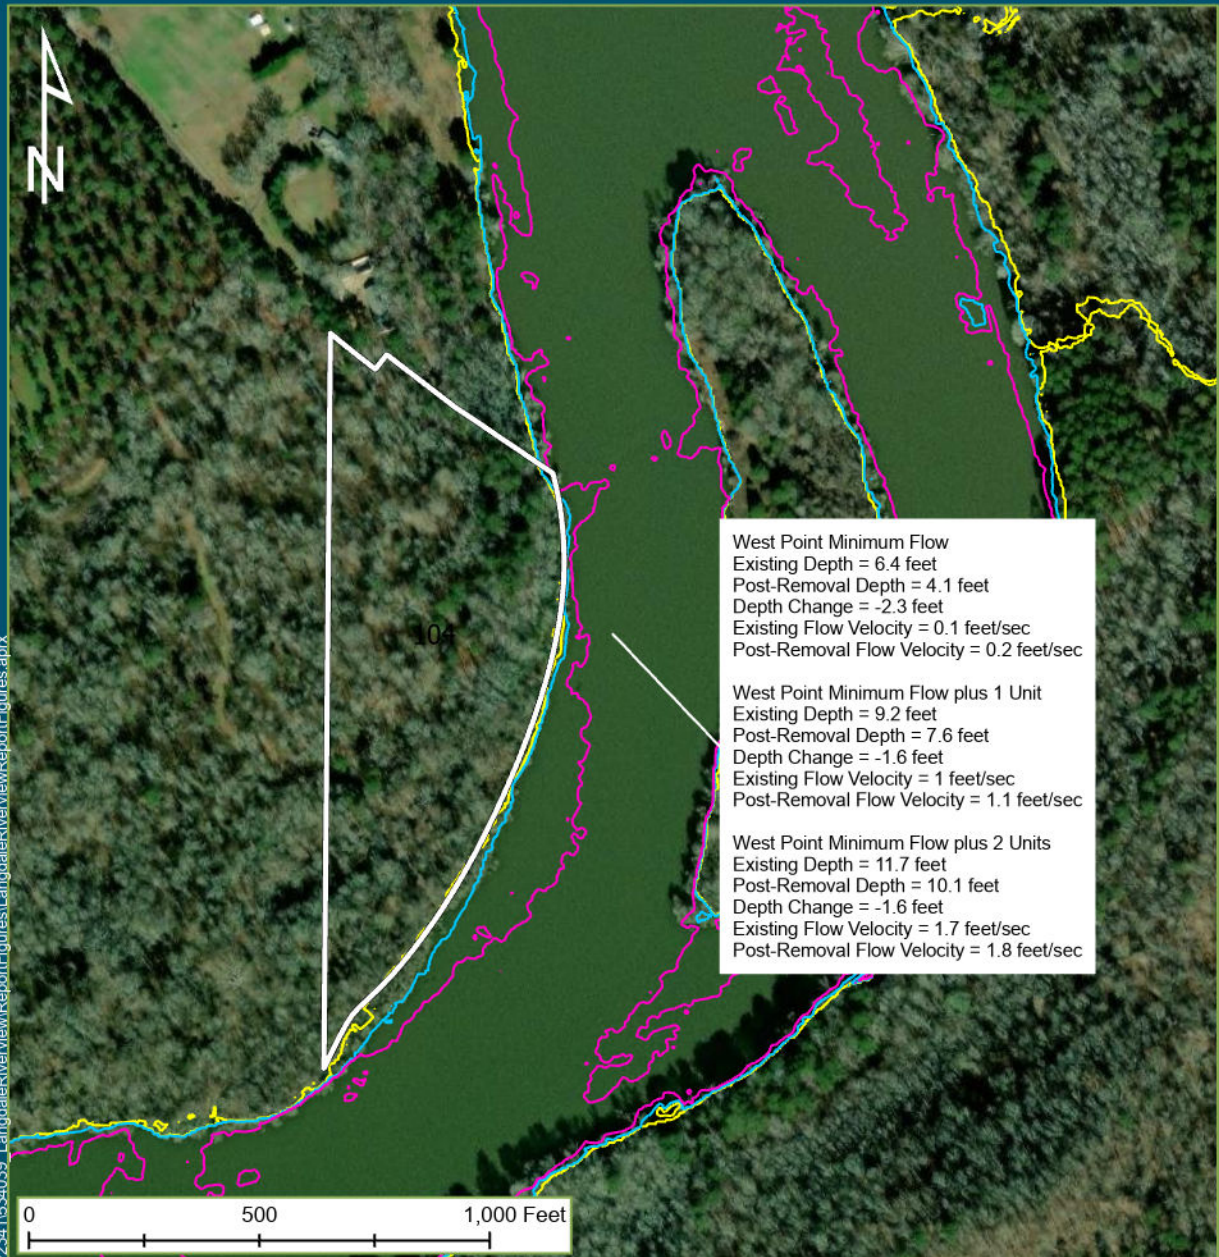 N
104
West Point Minimum Flow
Existing Depth = 6.4 feet
Post-Removal Depth = 4.1 feet
Depth Change = -2.3 feet
Existing Flow Velocity = 0.1 feet/sec
Post-Removal Flow Velocity = 0.2 feet/sec
West Point Minimum Flow plus 1 Unit
Existing Depth = 9.2 feet
Post-Removal Depth = 7.6 feet
Depth Change = -1.6 feet
Existing Flow Velocity = 1 feet/sec
Post-Removal Flow Velocity = 1.1 feet/sec
West Point Minimum Flow plus 2 Units
Existing Depth = 11.7 feet
Post-Removal Depth = 10.1 feet
Depth Change = -1.6 feet
Existing Flow Velocity = 1.7 feet/sec
Post-Removal Flow Velocity = 1.8 feet/sec
0 500 1,000 Feet